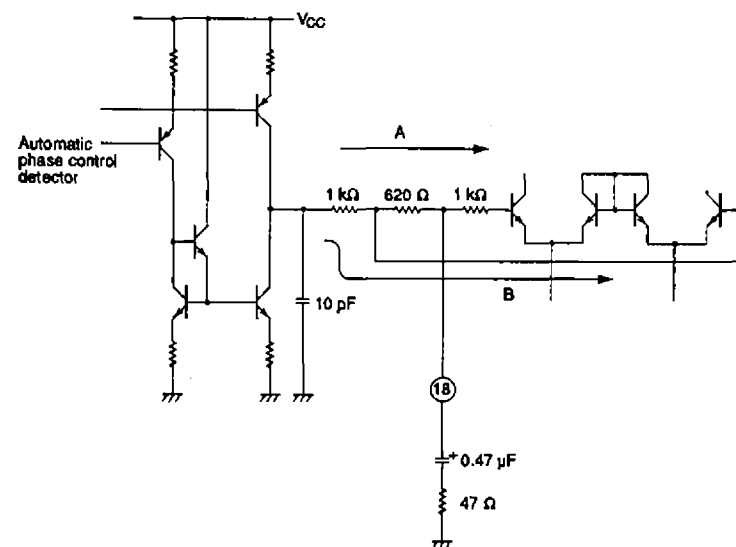 VCC
Automatic
phase control
detector
A
1 kΩ
620 Ω
1 kΩ
B
10 pF
18
+
0.47 µF
47 Ω